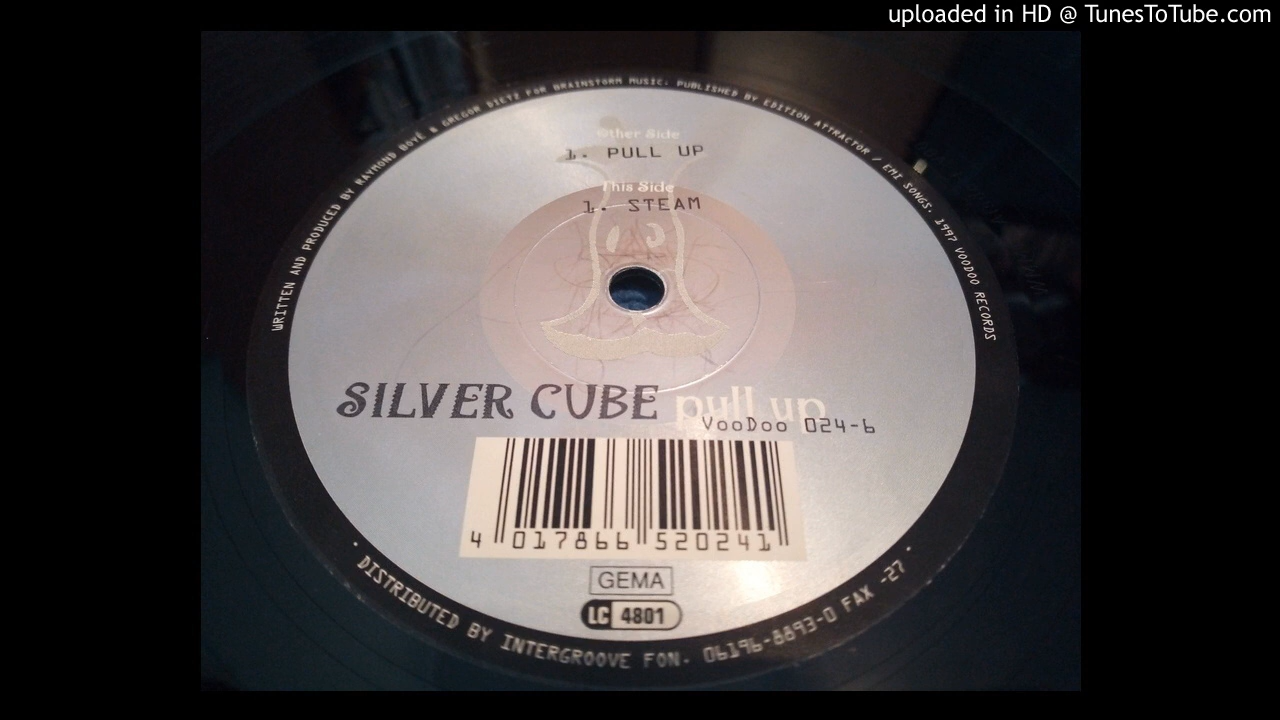 uploaded in HD @ TunesToTube.com
WRITTEN AND PRODUCED BY RAYMOND BOYÉ & GREGOR DIETZ FOR BRAINSTORM MUSIC. PUBLISHED BY EDITION ATTRACTOR / EMI SONGS. 1997 VOODOO RECORDS
Other Side
1. PULL UP
This Side
1. STEAM
SILVER CUBE pull up
VooDoo 024-6
4 017866 520241
GEMA
LC 4801
· DISTRIBUTED BY INTERGROOVE FON. 06196-8893-0 FAX -27 ·